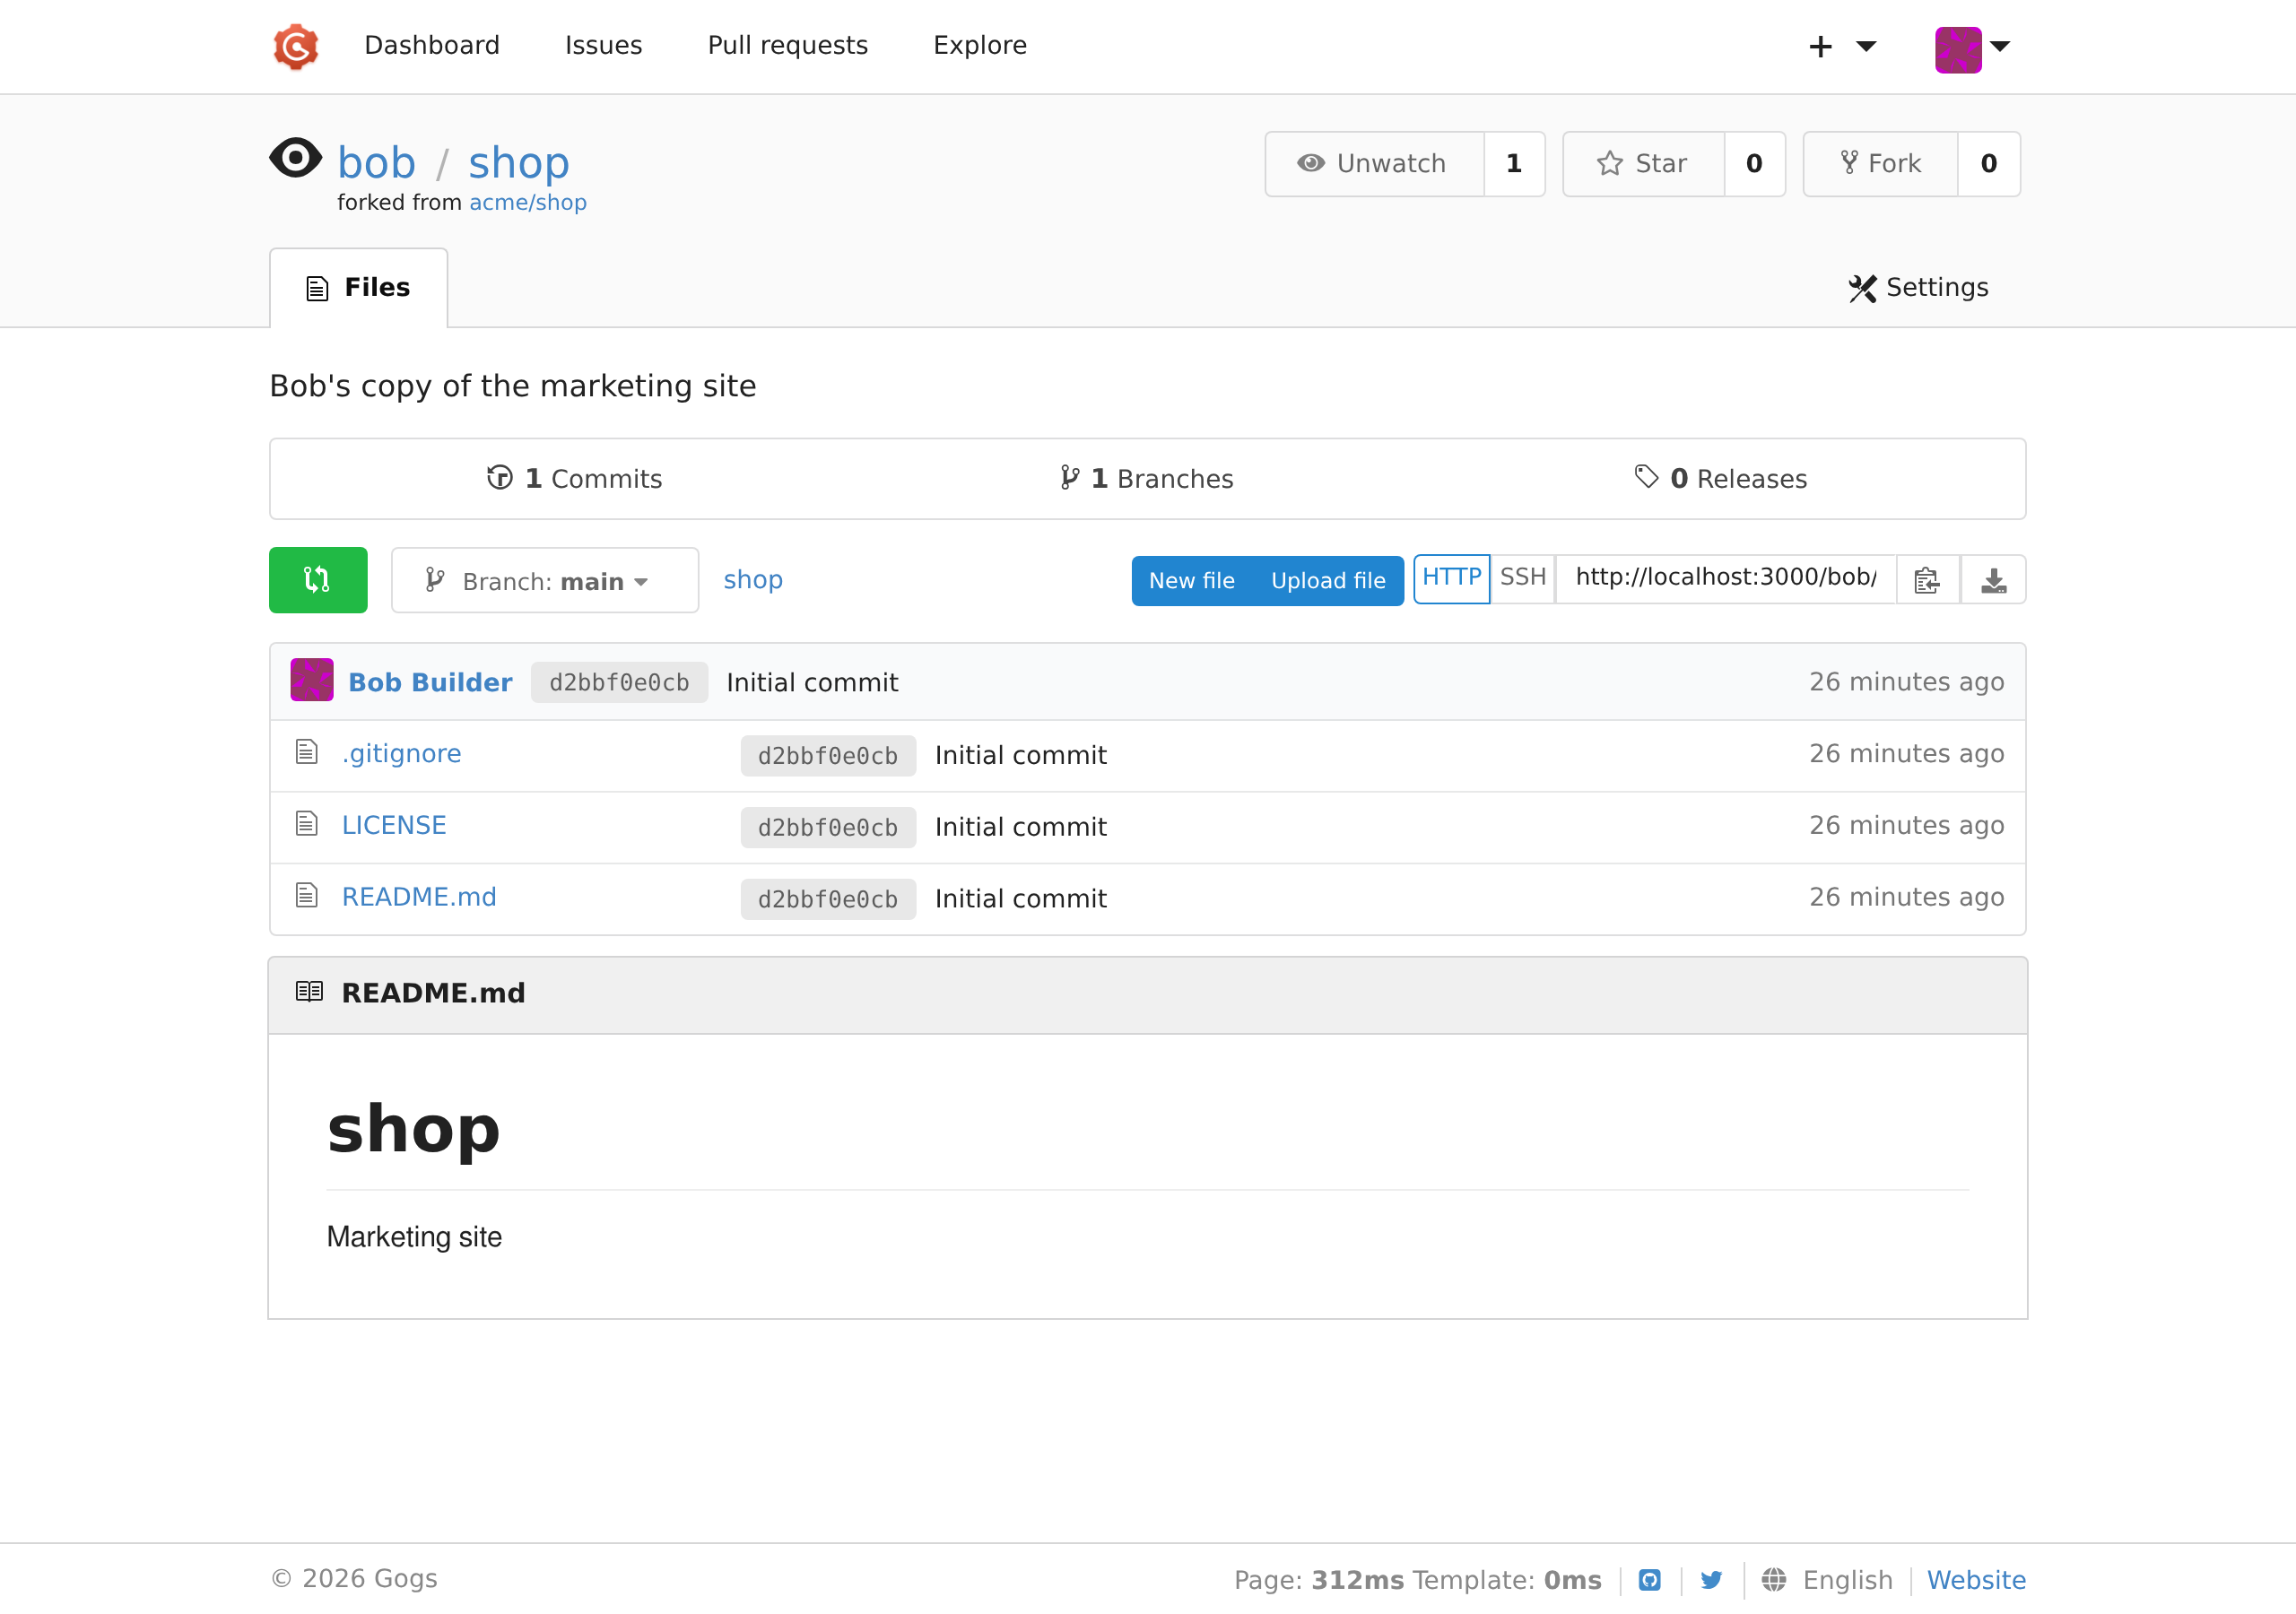 Dashboard Issues Pull requests Explore
bob / shop
forked from acme/shop
Unwatch 1 Star 0 Fork 0
Files Settings
Bob's copy of the marketing site
1 Commits 1 Branches 0 Releases
Branch: main shop New file Upload file HTTP SSH http://localhost:3000/bob/
Bob Builder d2bbf0e0cb Initial commit 26 minutes ago
.gitignore d2bbf0e0cb Initial commit 26 minutes ago
LICENSE d2bbf0e0cb Initial commit 26 minutes ago
README.md d2bbf0e0cb Initial commit 26 minutes ago
README.md
shop
Marketing site
© 2026 Gogs Page: 312ms Template: 0ms English Website